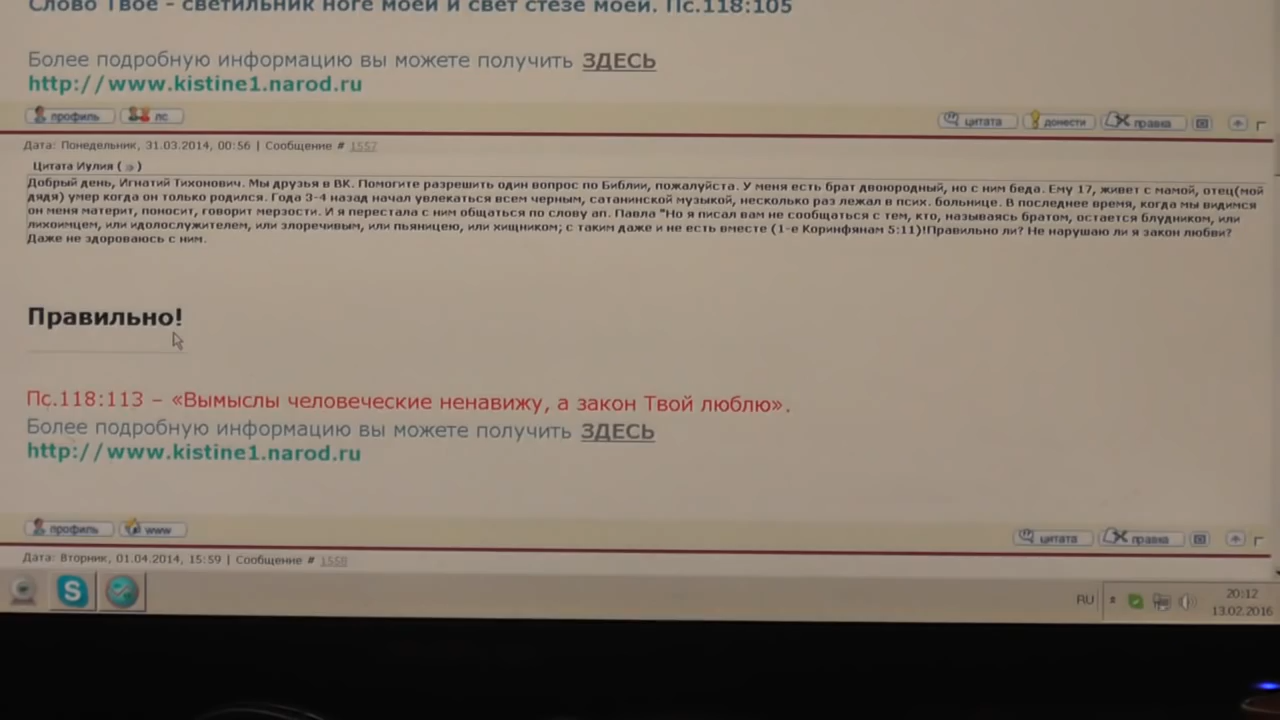 Слово Твое - светильник ноге моей и свет стезе моей. Пс.118:105
Более подробную информацию вы можете получить ЗДЕСЬ
http://www.kistine1.narod.ru
профиль лс цитата донести правка
Дата: Понедельник, 31.03.2014, 00:56 | Сообщение # 1557
Цитата Иулия ( )
Добрый день, Игнатий Тихонович. Мы друзья в ВК. Помогите разрешить один вопрос по Библии, пожалуйста. У меня есть брат двоюродный, но с ним беда. Ему 17, живет с мамой, отец(мой
дядя) умер когда он только родился. Года 3-4 назад начал увлекаться всем черным, сатанинской музыкой, несколько раз лежал в псих. больнице. В последнее время, когда мы видимся
он меня материт, поносит, говорит мерзости. И я перестала с ним общаться по слову ап. Павла "Но я писал вам не сообщаться с тем, кто, называясь братом, остается блудником, или
лихоимцем, или идолослужителем, или злоречивым, или пьяницею, или хищником; с таким даже и не есть вместе (1-е Коринфянам 5:11)!Правильно ли? Не нарушаю ли я закон любви?
Даже не здороваюсь с ним.
Правильно!
Пс.118:113 – «Вымыслы человеческие ненавижу, а закон Твой люблю».
Более подробную информацию вы можете получить ЗДЕСЬ
http://www.kistine1.narod.ru
профиль www цитата правка
Дата: Вторник, 01.04.2014, 15:59 | Сообщение # 1558
S RU 20:12
13.02.2016